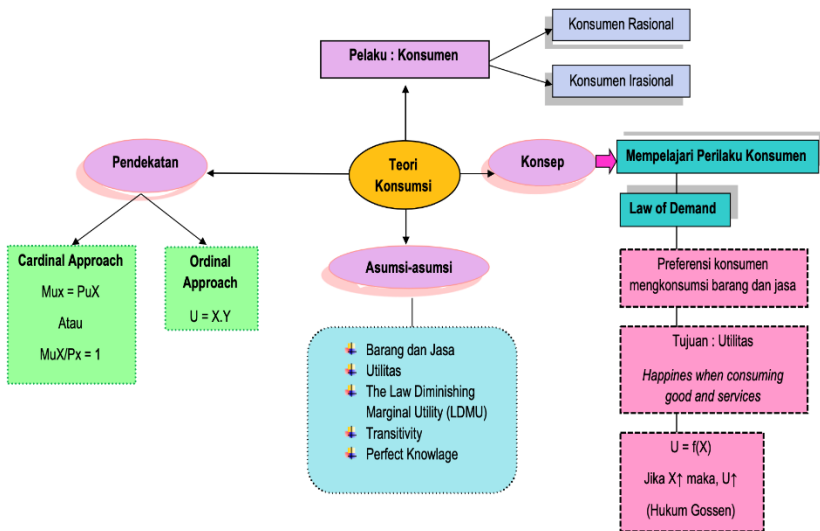 Konsumen Rasional
Pelaku : Konsumen
Konsumen Irasional
Pendekatan
Teori
Konsumsi
Konsep
Mempelajari Perilaku Konsumen
Law of Demand
Cardinal Approach
Mux = PuX
Atau
MuX/Px = 1
Ordinal
Approach
U = X.Y
Asumsi-asumsi
Barang dan Jasa
Utilitas
The Law Diminishing
Marginal Utility (LDMU)
Transitivity
Perfect Knowlage
Preferensi konsumen
mengkonsumsi barang dan jasa
Tujuan : Utilitas
Happines when consuming
good and services
U = f(X)
Jika X↑ maka, U↑
(Hukum Gossen)